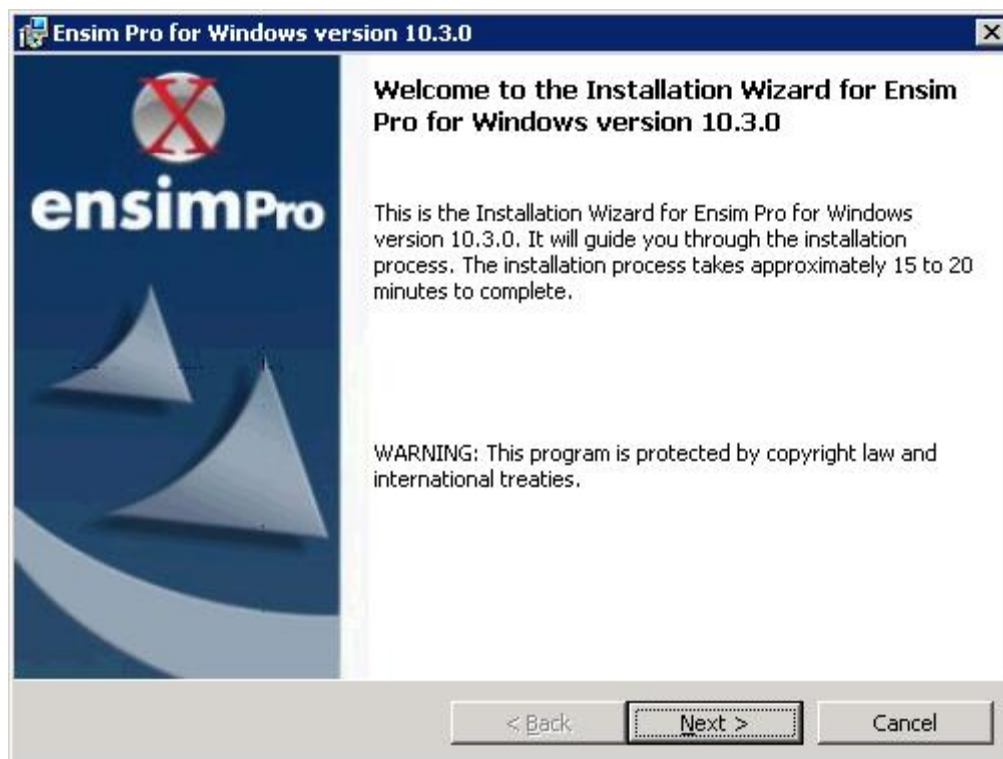 Ensim Pro for Windows version 10.3.0
X
ensimPro
Welcome to the Installation Wizard for Ensim
Pro for Windows version 10.3.0
This is the Installation Wizard for Ensim Pro for Windows
version 10.3.0. It will guide you through the installation
process. The installation process takes approximately 15 to 20
minutes to complete.
WARNING: This program is protected by copyright law and
international treaties.
< Back
Next >
Cancel